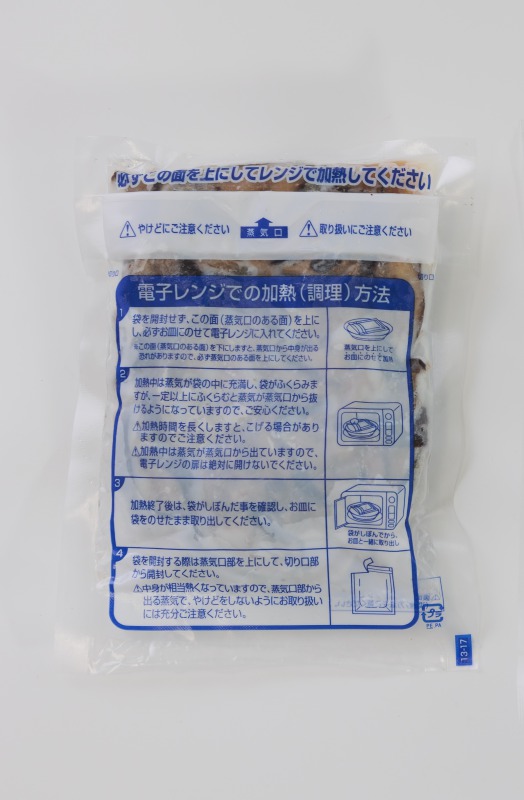 必ずこの面を上にしてレンジで加熱してください
⚠やけどにご注意ください
蒸気口
⚠取り扱いにご注意ください
切り口
電子レンジでの加熱(調理)方法
1
袋を開封せず、この面(蒸気口のある面)を上に
し、必ずお皿にのせて電子レンジに入れてください。
※この面(蒸気口のある面)を下にしますと、蒸気口から中身が出る
恐れがありますので、必ず蒸気口のある面を上にしてください。
蒸気口を上にして
お皿にのせて加熱
2
加熱中は蒸気が袋の中に充満し、袋がふくらみま
すが、一定以上にふくらむと蒸気が蒸気口から抜
けるようになっていますので、ご安心ください。
⚠加熱時間を長くしますと、こげる場合があり
ますのでご注意ください。
⚠加熱中は蒸気が蒸気口から出ていますので、
電子レンジの扉は絶対に開けないでください。
3
加熱終了後は、袋がしぼんだ事を確認し、お皿に
袋をのせたまま取り出してください。
袋がしぼんでから、
お皿と一緒に取り出し
4
袋を開封する際は蒸気口部を上にして、切り口部
から開封してください。
⚠中身が相当熱くなっていますので、蒸気口部から
出る蒸気で、やけどをしないようにお取り扱い
には充分ご注意ください。
プラ
PE,PA
13-17